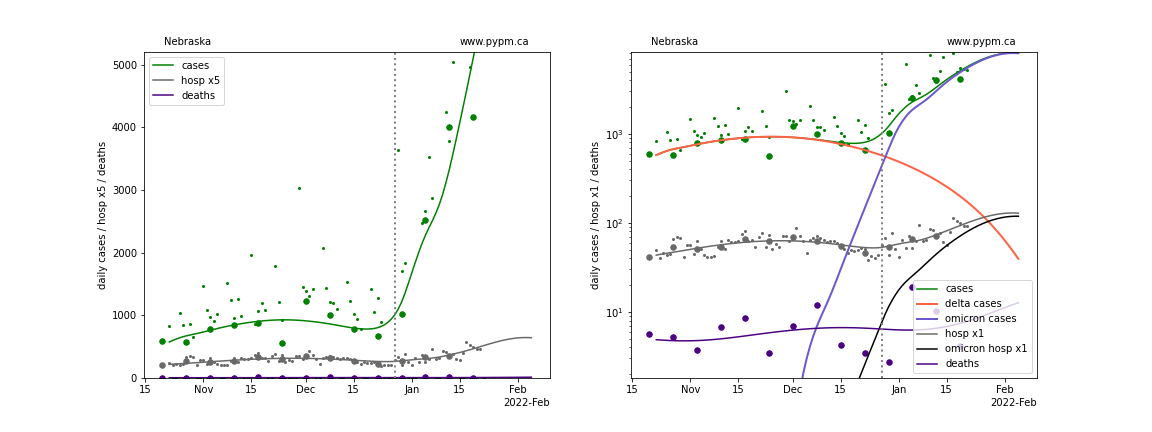 Nebraska
www.pypm.ca
daily cases / hosp x5 / deaths
5000
4000
3000
2000
1000
0
cases
hosp x5
deaths
15
Nov
15
Dec
15
Jan
15
Feb
2022-Feb
Nebraska
www.pypm.ca
daily cases / hosp x1 / deaths
10³
10²
10¹
cases
delta cases
omicron cases
hosp x1
omicron hosp x1
deaths
15
Nov
15
Dec
15
Jan
15
Feb
2022-Feb